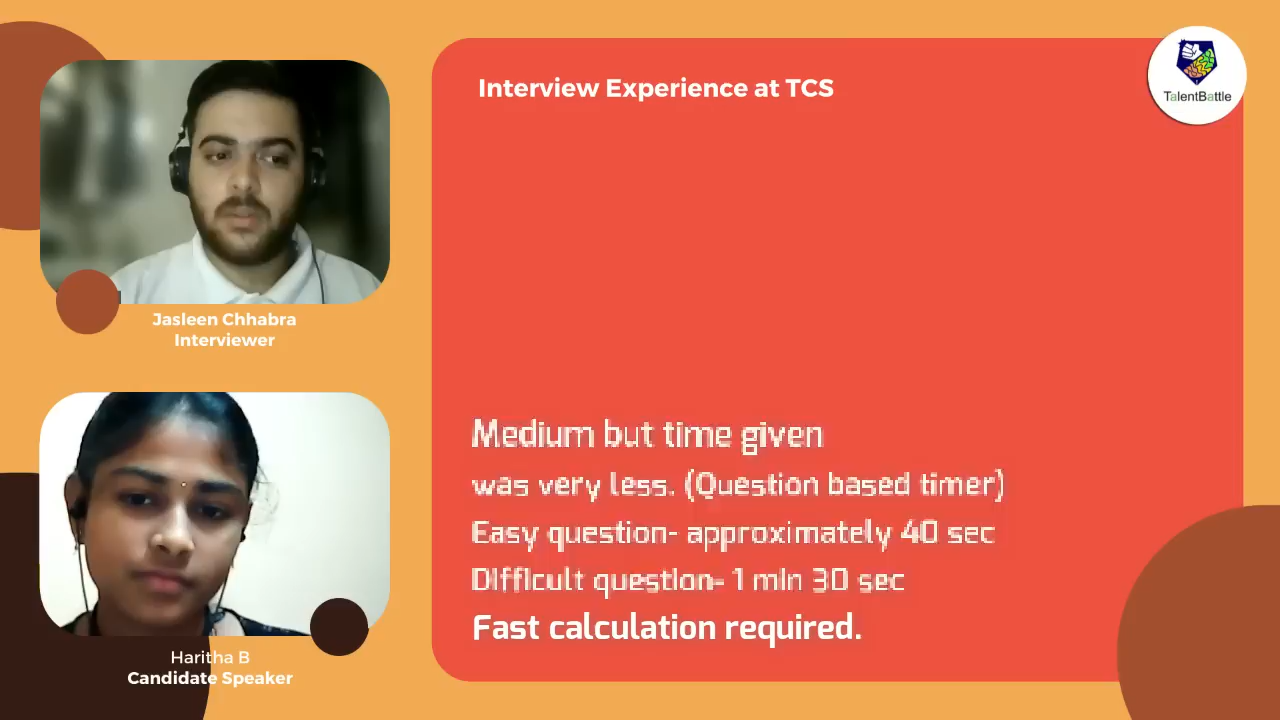 Interview Experience at TCS
TalentBattle
Jasleen Chhabra
Interviewer
Medium but time given
was very less. (Question based timer)
Easy question- approximately 40 sec
Difficult question- 1 min 30 sec
Fast calculation required.
Haritha B
Candidate Speaker